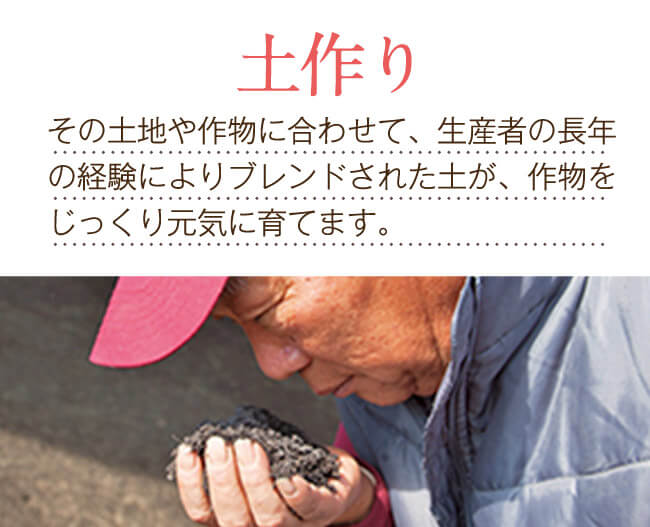 土作り
その土地や作物に合わせて、生産者の長年
の経験によりブレンドされた土が、作物を
じっくり元気に育てます。